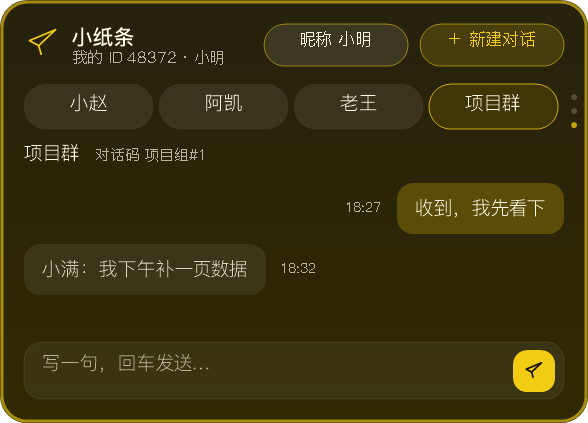 小纸条
我的 ID 48372 · 小明
昵称 小明
+ 新建对话
小赵
阿凯
老王
项目群
项目群 对话码 项目组#1
18:27 收到，我先看下
小满：我下午补一页数据 18:32
写一句，回车发送...